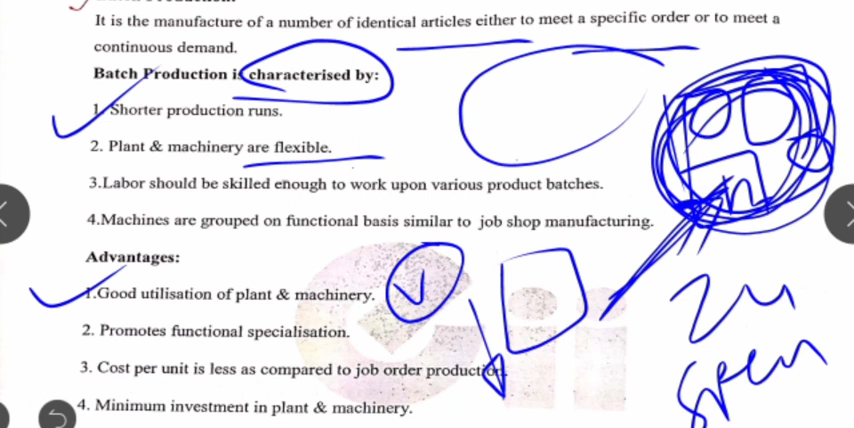 It is the manufacture of a number of identical articles either to meet a specific order or to meet a
continuous demand.
Batch Production is characterised by:
1. Shorter production runs.
2. Plant & machinery are flexible.
3.Labor should be skilled enough to work upon various product batches.
4.Machines are grouped on functional basis similar to job shop manufacturing.
Advantages:
1.Good utilisation of plant & machinery.
2. Promotes functional specialisation.
3. Cost per unit is less as compared to job order production.
4. Minimum investment in plant & machinery.